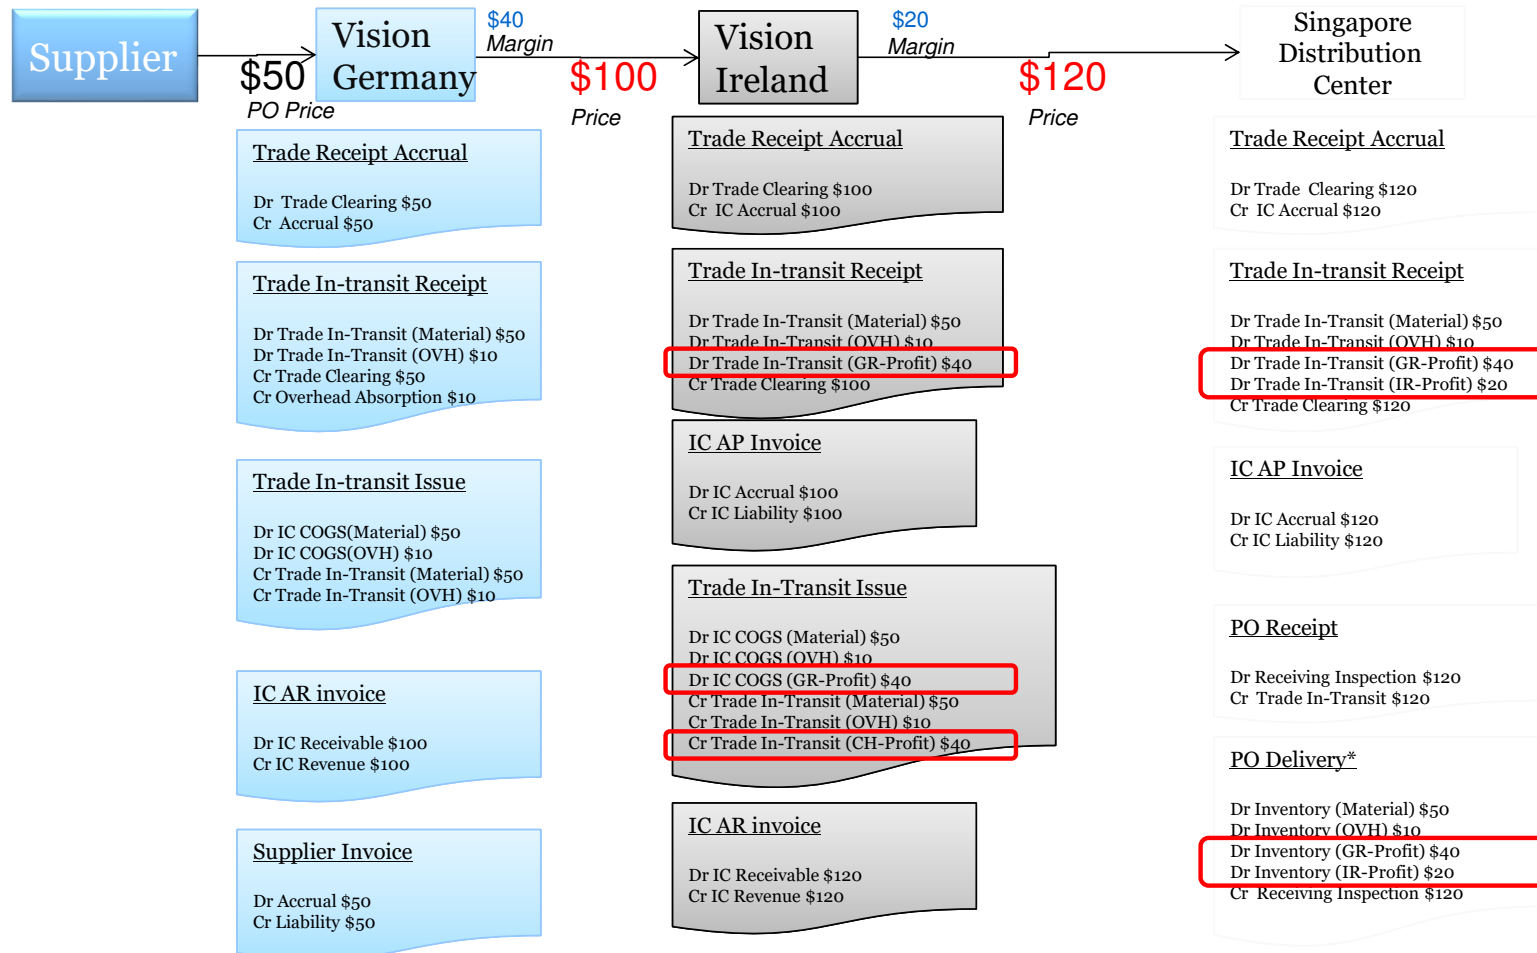 Supplier
$50
PO Price
Vision
Germany
$40
Margin
$100
Price
Vision
Ireland
$20
Margin
$120
Price
Singapore
Distribution
Center
Trade Receipt Accrual
Dr Trade Clearing $50
Cr Accrual $50
Trade In-transit Receipt
Dr Trade In-Transit (Material) $50
Dr Trade In-Transit (OVH) $10
Cr Trade Clearing $50
Cr Overhead Absorption $10
Trade In-transit Issue
Dr IC COGS(Material) $50
Dr IC COGS(OVH) $10
Cr Trade In-Transit (Material) $50
Cr Trade In-Transit (OVH) $10
IC AR invoice
Dr IC Receivable $100
Cr IC Revenue $100
Supplier Invoice
Dr Accrual $50
Cr Liability $50
Trade Receipt Accrual
Dr Trade Clearing $100
Cr IC Accrual $100
Trade In-transit Receipt
Dr Trade In-Transit (Material) $50
Dr Trade In-Transit (OVH) $10
Dr Trade In-Transit (GR-Profit) $40
Cr Trade Clearing $100
IC AP Invoice
Dr IC Accrual $100
Cr IC Liability $100
Trade In-Transit Issue
Dr IC COGS (Material) $50
Dr IC COGS (OVH) $10
Dr IC COGS (GR-Profit) $40
Cr Trade In-Transit (Material) $50
Cr Trade In-Transit (OVH) $10
Cr Trade In-Transit (CH-Profit) $40
IC AR invoice
Dr IC Receivable $120
Cr IC Revenue $120
Trade Receipt Accrual
Dr Trade Clearing $120
Cr IC Accrual $120
Trade In-transit Receipt
Dr Trade In-Transit (Material) $50
Dr Trade In-Transit (OVH) $10
Dr Trade In-Transit (GR-Profit) $40
Dr Trade In-Transit (IR-Profit) $20
Cr Trade Clearing $120
IC AP Invoice
Dr IC Accrual $120
Cr IC Liability $120
PO Receipt
Dr Receiving Inspection $120
Cr Trade In-Transit $120
PO Delivery*
Dr Inventory (Material) $50
Dr Inventory (OVH) $10
Dr Inventory (GR-Profit) $40
Dr Inventory (IR-Profit) $20
Cr Receiving Inspection $120